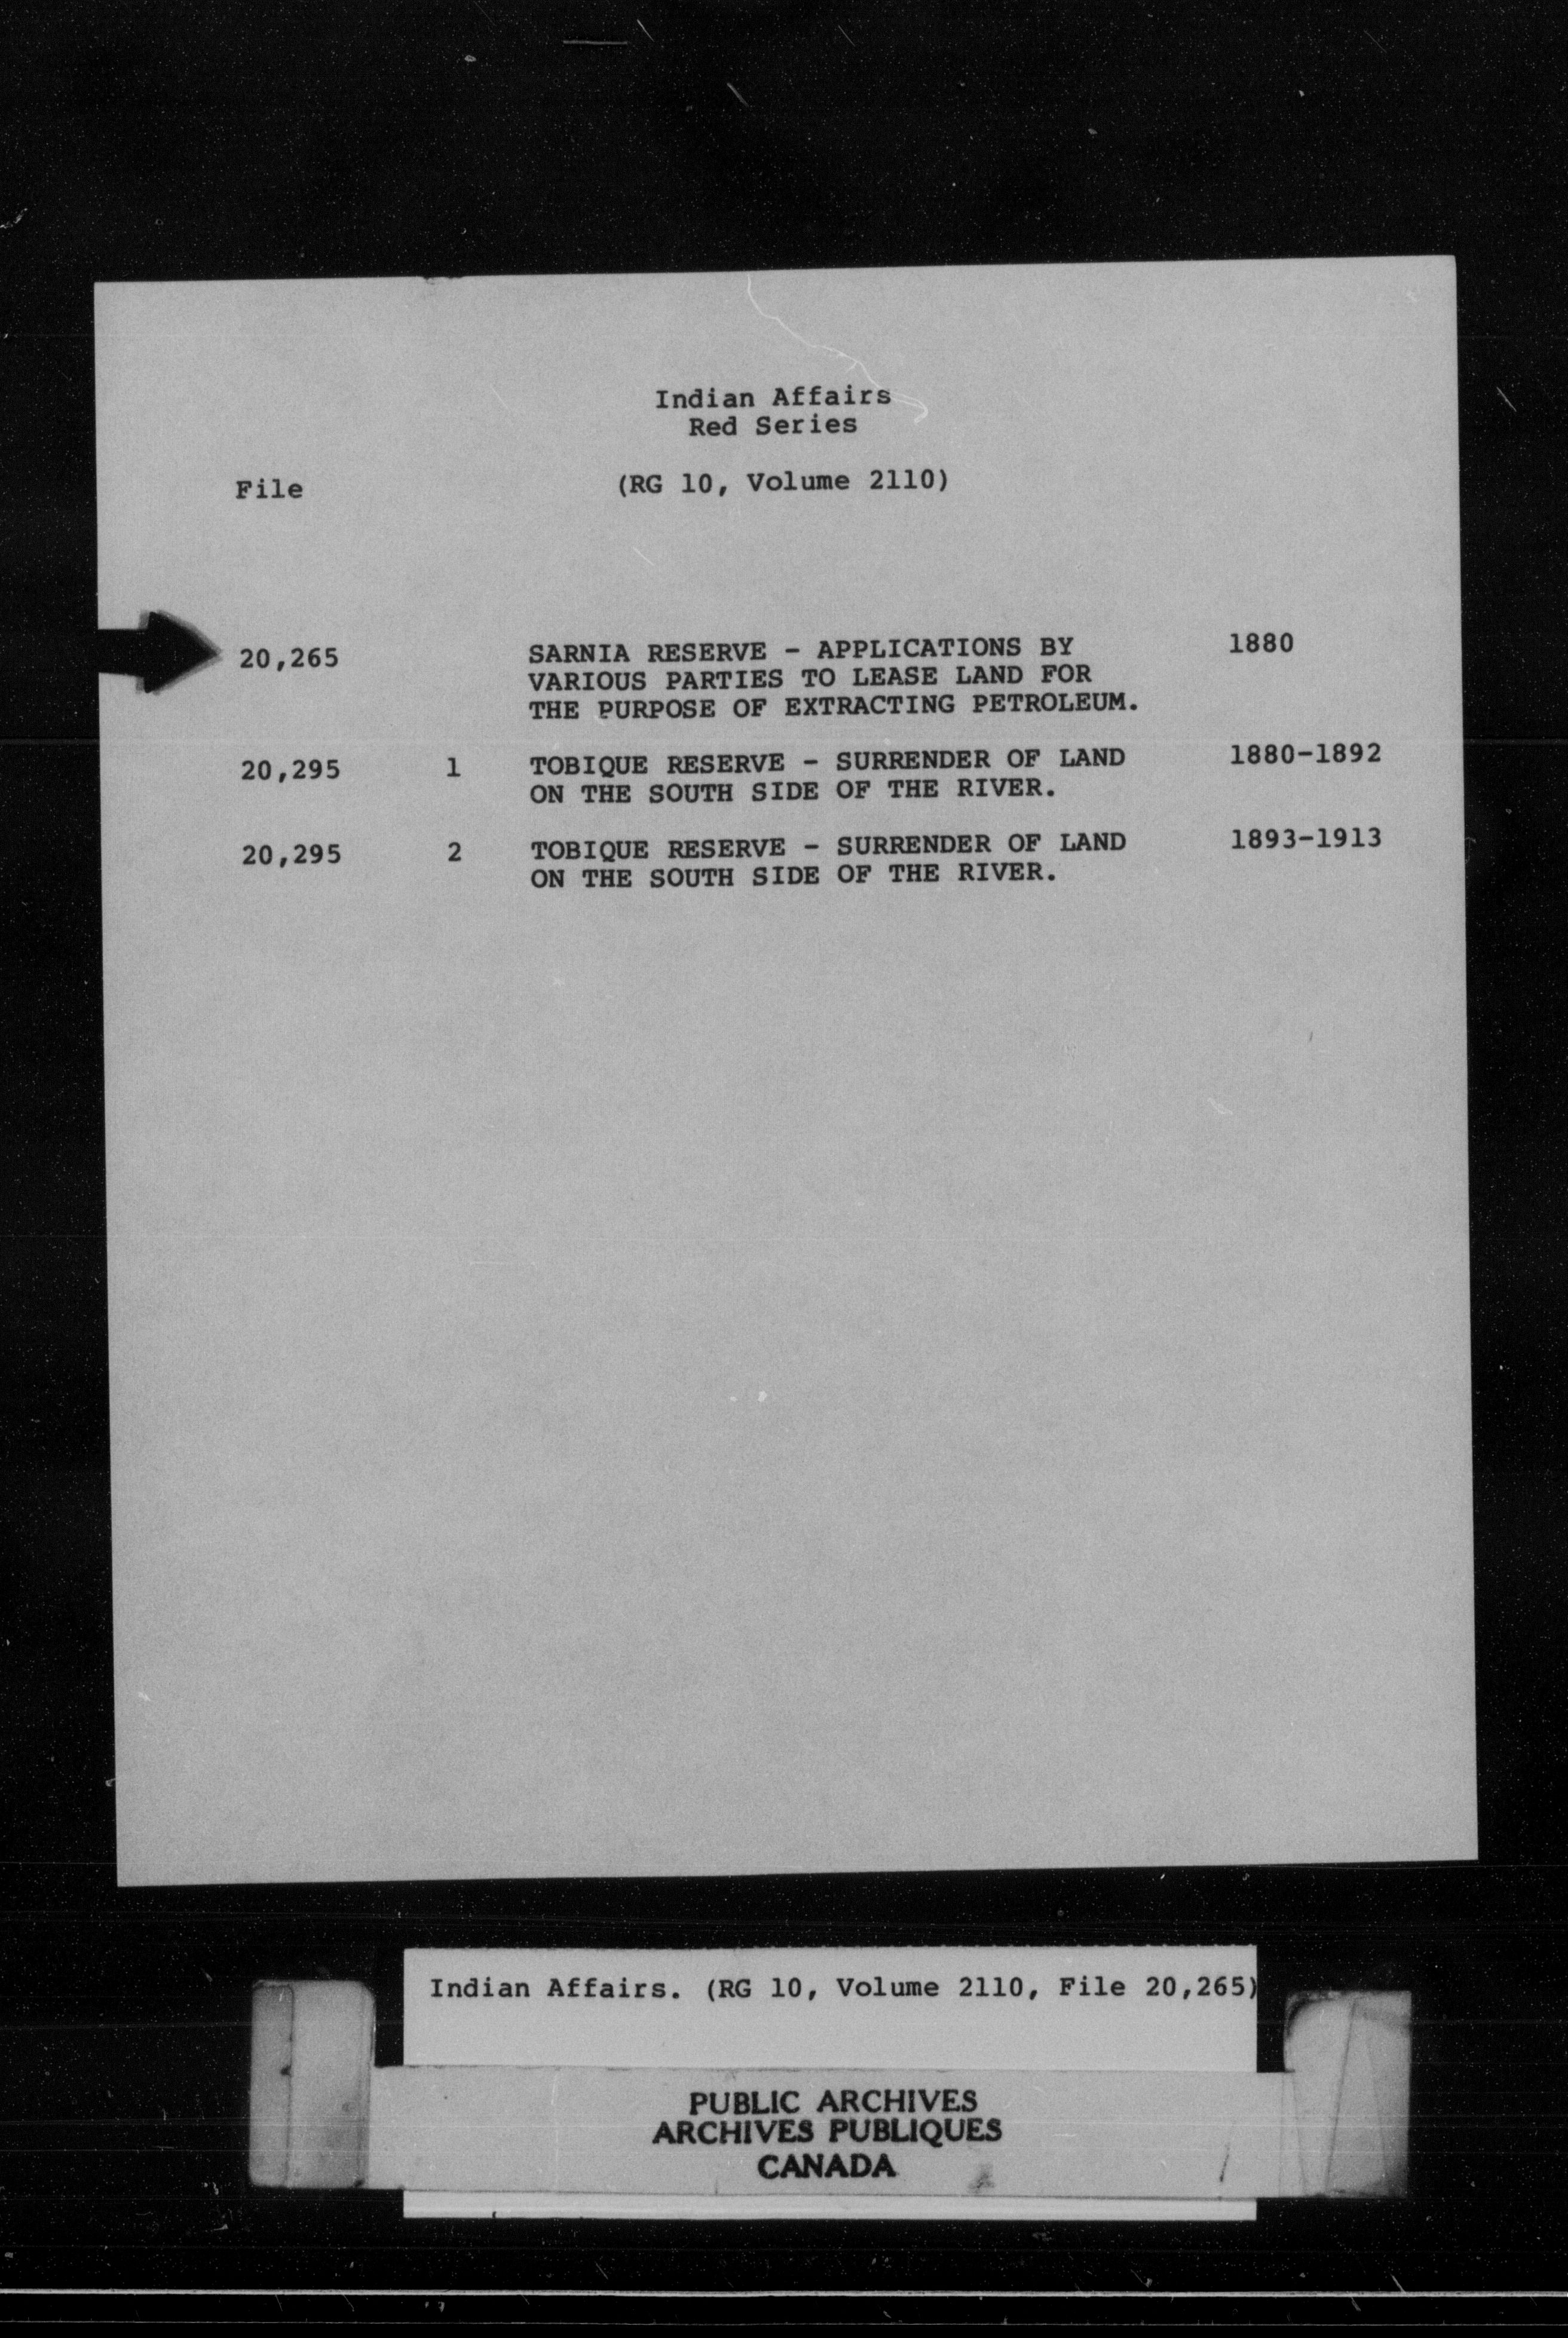 Indian Affairs
Red Series
File (RG 10, Volume 2110)
20,265 SARNIA RESERVE - APPLICATIONS BY 1880
VARIOUS PARTIES TO LEASE LAND FOR
THE PURPOSE OF EXTRACTING PETROLEUM.
20,295 1 TOBIQUE RESERVE - SURRENDER OF LAND 1880-1892
ON THE SOUTH SIDE OF THE RIVER.
20,295 2 TOBIQUE RESERVE - SURRENDER OF LAND 1893-1913
ON THE SOUTH SIDE OF THE RIVER.
Indian Affairs. (RG 10, Volume 2110, File 20,265)
PUBLIC ARCHIVES
ARCHIVES PUBLIQUES
CANADA